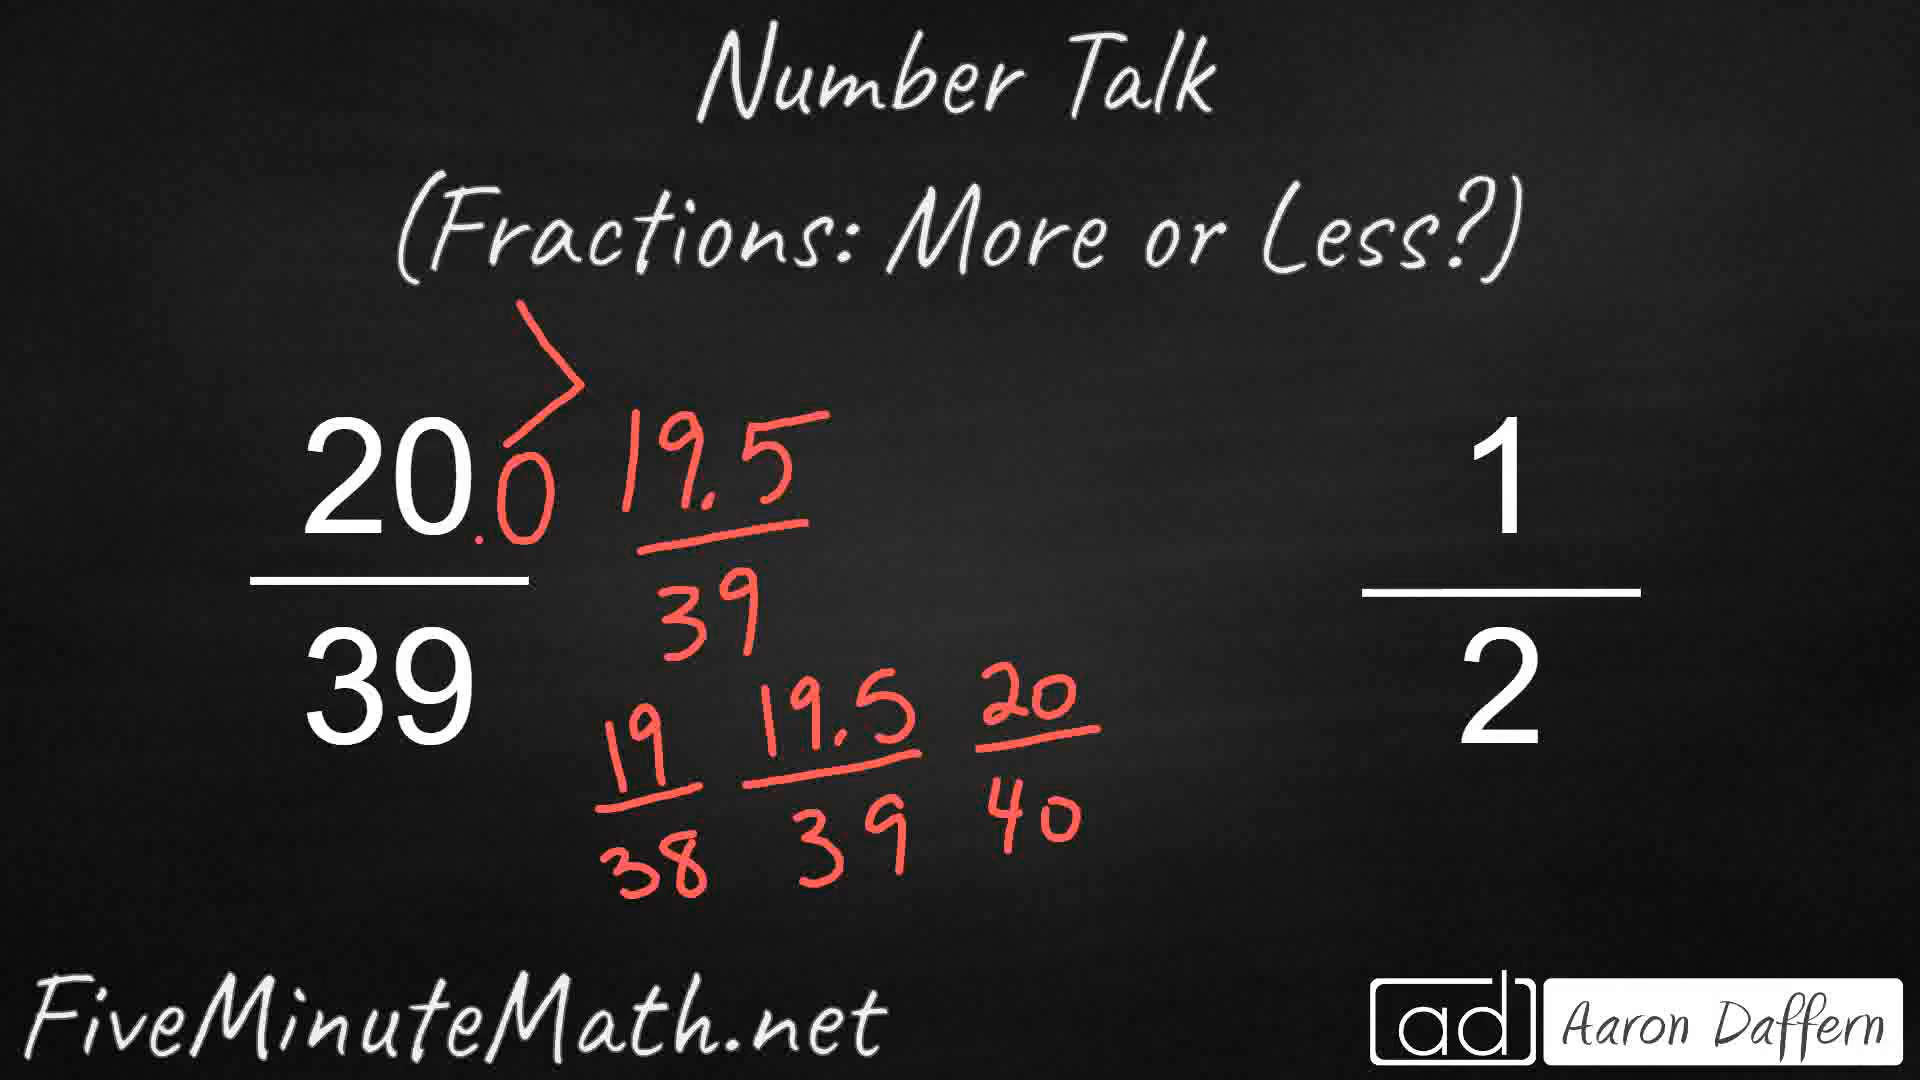 Number Talk
(Fractions: More or Less?)
>
20.0 19.5 1
39 39 2
19 19.5 20
38 39 40
FiveMinuteMath.net
ad Aaron Daffern